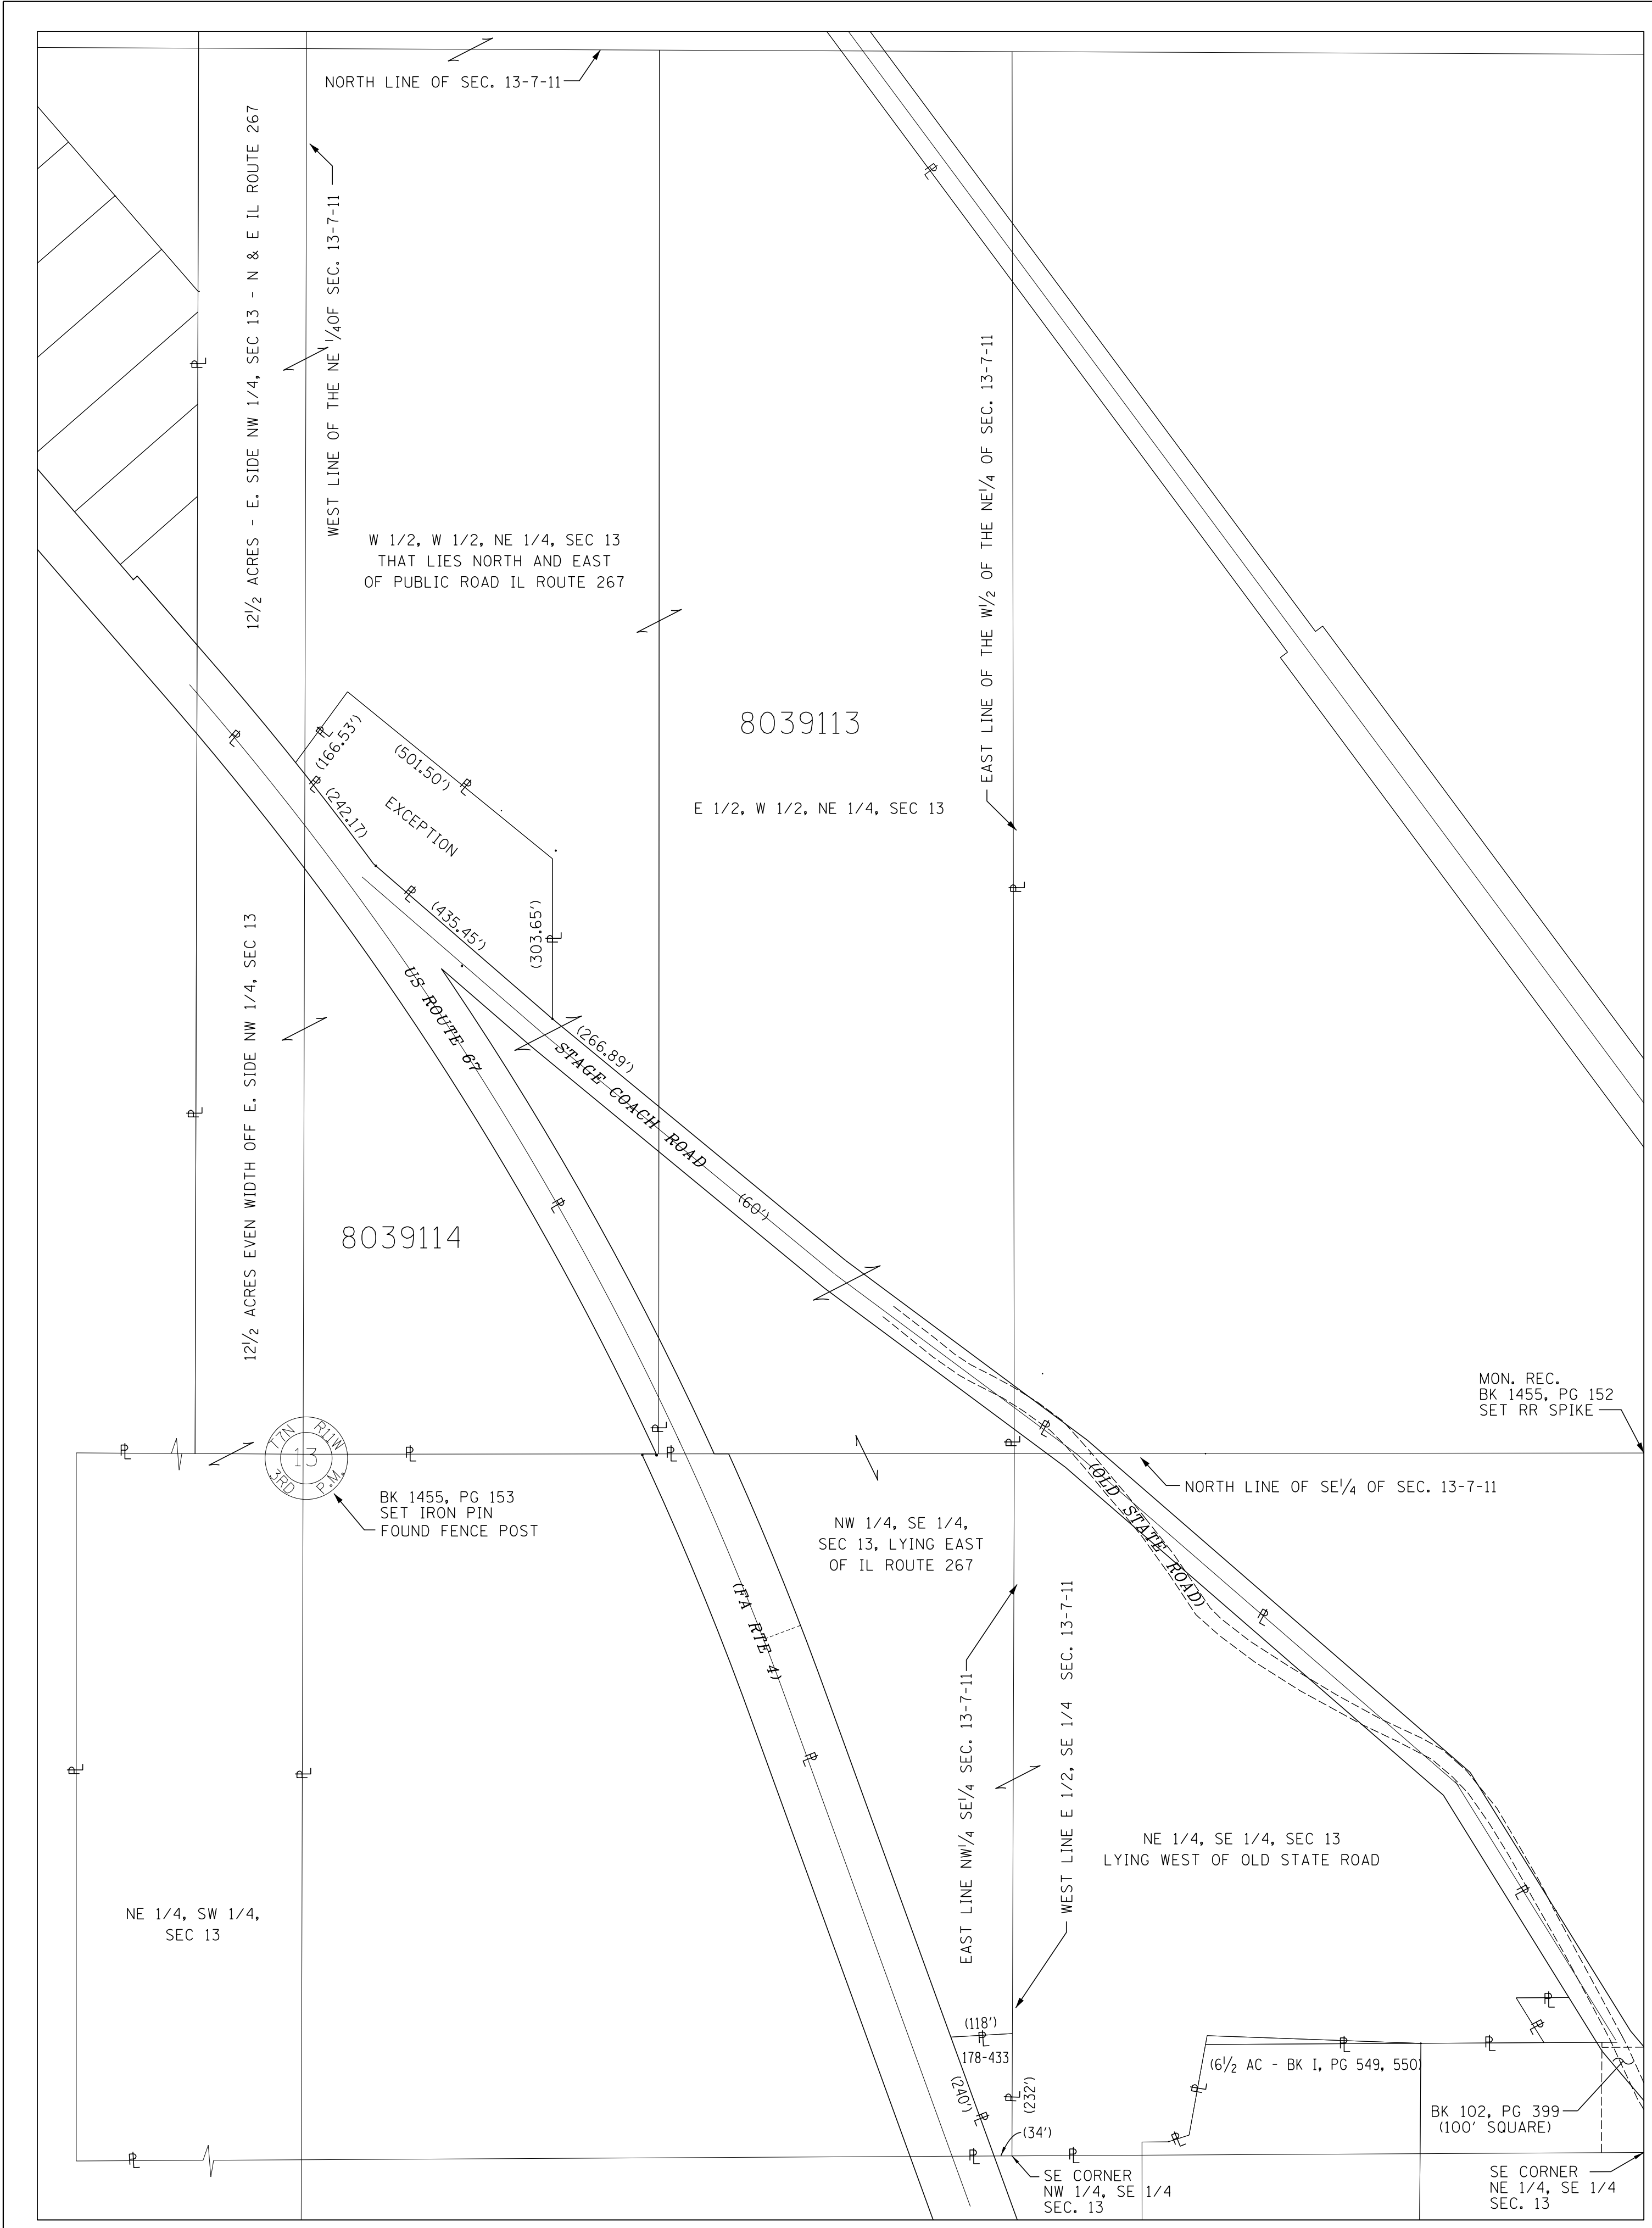 NORTH LINE OF SEC. 13-7-11
12½ ACRES - E. SIDE NW 1/4, SEC 13 - N & E IL ROUTE 267
WEST LINE OF THE NE ¼OF SEC. 13-7-11
W 1/2, W 1/2, NE 1/4, SEC 13
THAT LIES NORTH AND EAST
OF PUBLIC ROAD IL ROUTE 267
EAST LINE OF THE W½ OF THE NE¼ OF SEC. 13-7-11
8039113
E 1/2, W 1/2, NE 1/4, SEC 13
(166.53')
(501.50')
(242.17)
EXCEPTION
(435.45')
(303.65')
(266.89')
US ROUTE 67
STAGE COACH ROAD
(60')
12½ ACRES EVEN WIDTH OFF E. SIDE NW 1/4, SEC 13
8039114
MON. REC.
BK 1455, PG 152
SET RR SPIKE
T7N R11W
13
3RD P.M.
BK 1455, PG 153
SET IRON PIN
FOUND FENCE POST
NORTH LINE OF SE¼ OF SEC. 13-7-11
NW 1/4, SE 1/4,
SEC 13, LYING EAST
OF IL ROUTE 267
(OLD STATE ROAD)
(FA RTE 4)
EAST LINE NW¼ SE¼ SEC. 13-7-11
WEST LINE E 1/2, SE 1/4 SEC. 13-7-11
NE 1/4, SE 1/4, SEC 13
LYING WEST OF OLD STATE ROAD
NE 1/4, SW 1/4,
SEC 13
(118')
178-433
(240')
(232')
(34')
(6½ AC - BK I, PG 549, 550)
BK 102, PG 399
(100' SQUARE)
SE CORNER
NW 1/4, SE 1/4
SEC. 13
SE CORNER
NE 1/4, SE 1/4
SEC. 13